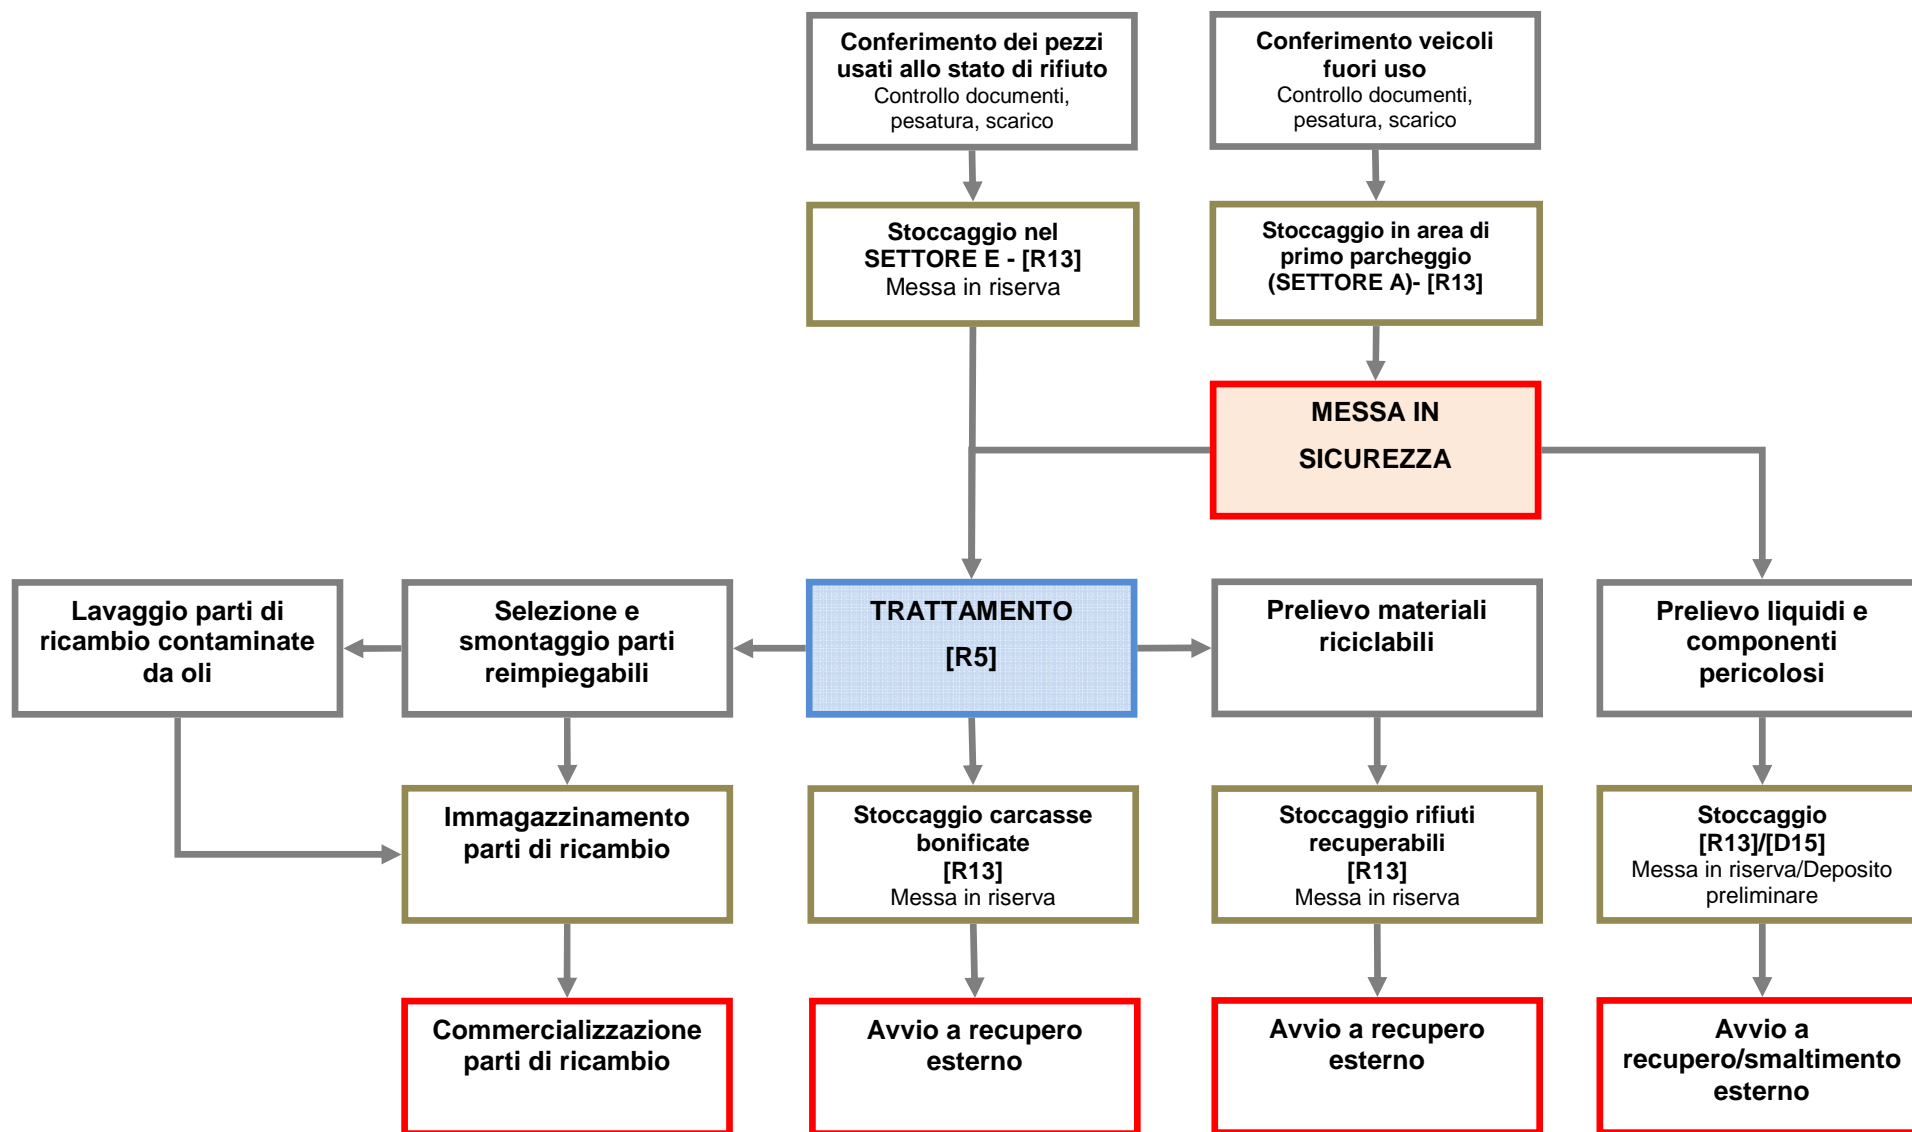 Conferimento dei pezzi
usati allo stato di rifiuto
Controllo documenti,
pesatura, scarico
Conferimento veicoli
fuori uso
Controllo documenti,
pesatura, scarico
Stoccaggio nel
SETTORE E - [R13]
Messa in riserva
Stoccaggio in area di
primo parcheggio
(SETTORE A)- [R13]
MESSA IN
SICUREZZA
Lavaggio parti di
ricambio contaminate
da oli
Selezione e
smontaggio parti
reimpiegabili
TRATTAMENTO
[R5]
Prelievo materiali
riciclabili
Prelievo liquidi e
componenti
pericolosi
Immagazzinamento
parti di ricambio
Stoccaggio carcasse
bonificate
[R13]
Messa in riserva
Stoccaggio rifiuti
recuperabili
[R13]
Messa in riserva
Stoccaggio
[R13]/[D15]
Messa in riserva/Deposito
preliminare
Commercializzazione
parti di ricambio
Avvio a recupero
esterno
Avvio a recupero
esterno
Avvio a
recupero/smaltimento
esterno